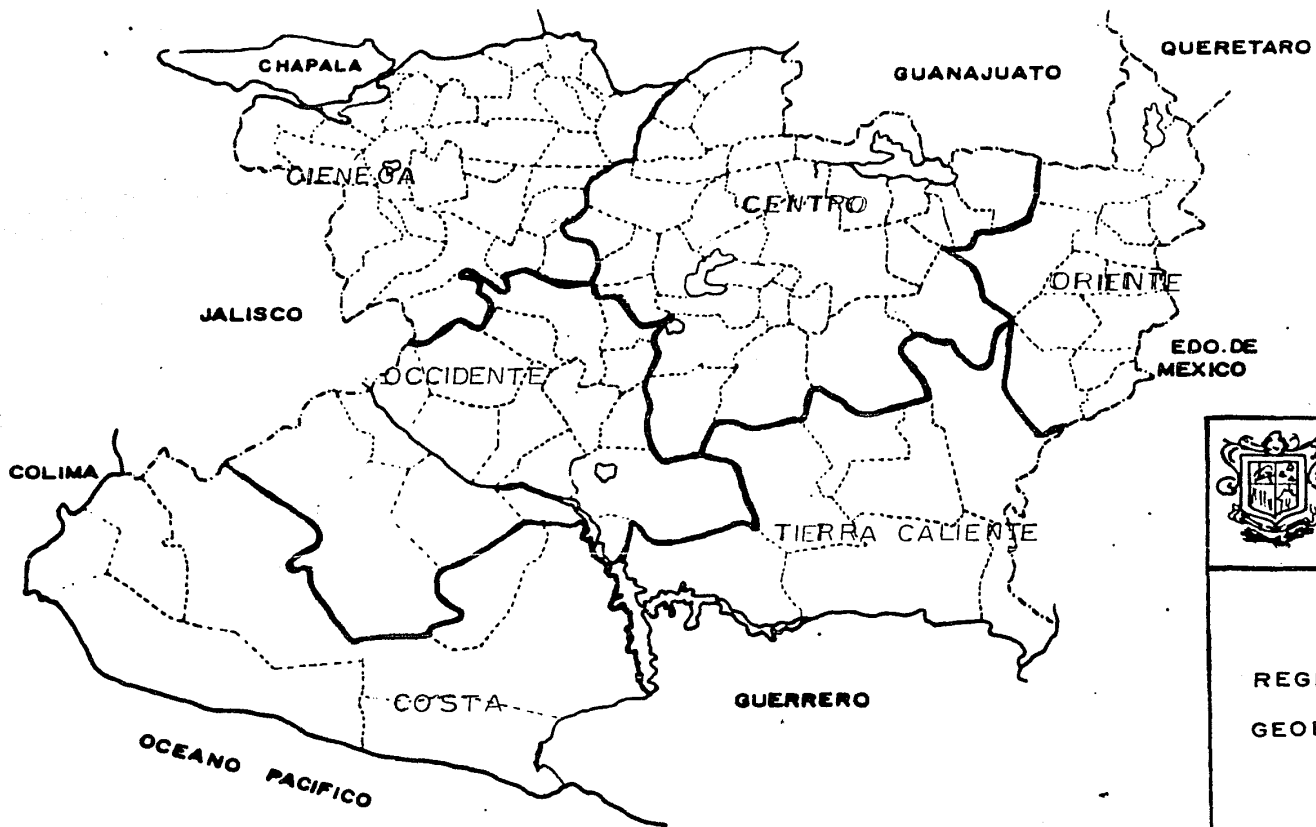 QUERETARO
CHAPALA
GUANAJUATO
CIENEGA
CENTRO
ORIENTE
JALISCO
EDO. DE
MEXICO
OCCIDENTE
COLIMA
TIERRA CALIENTE
REG
COSTA
GUERRERO
GEO
OCEANO PACIFICO